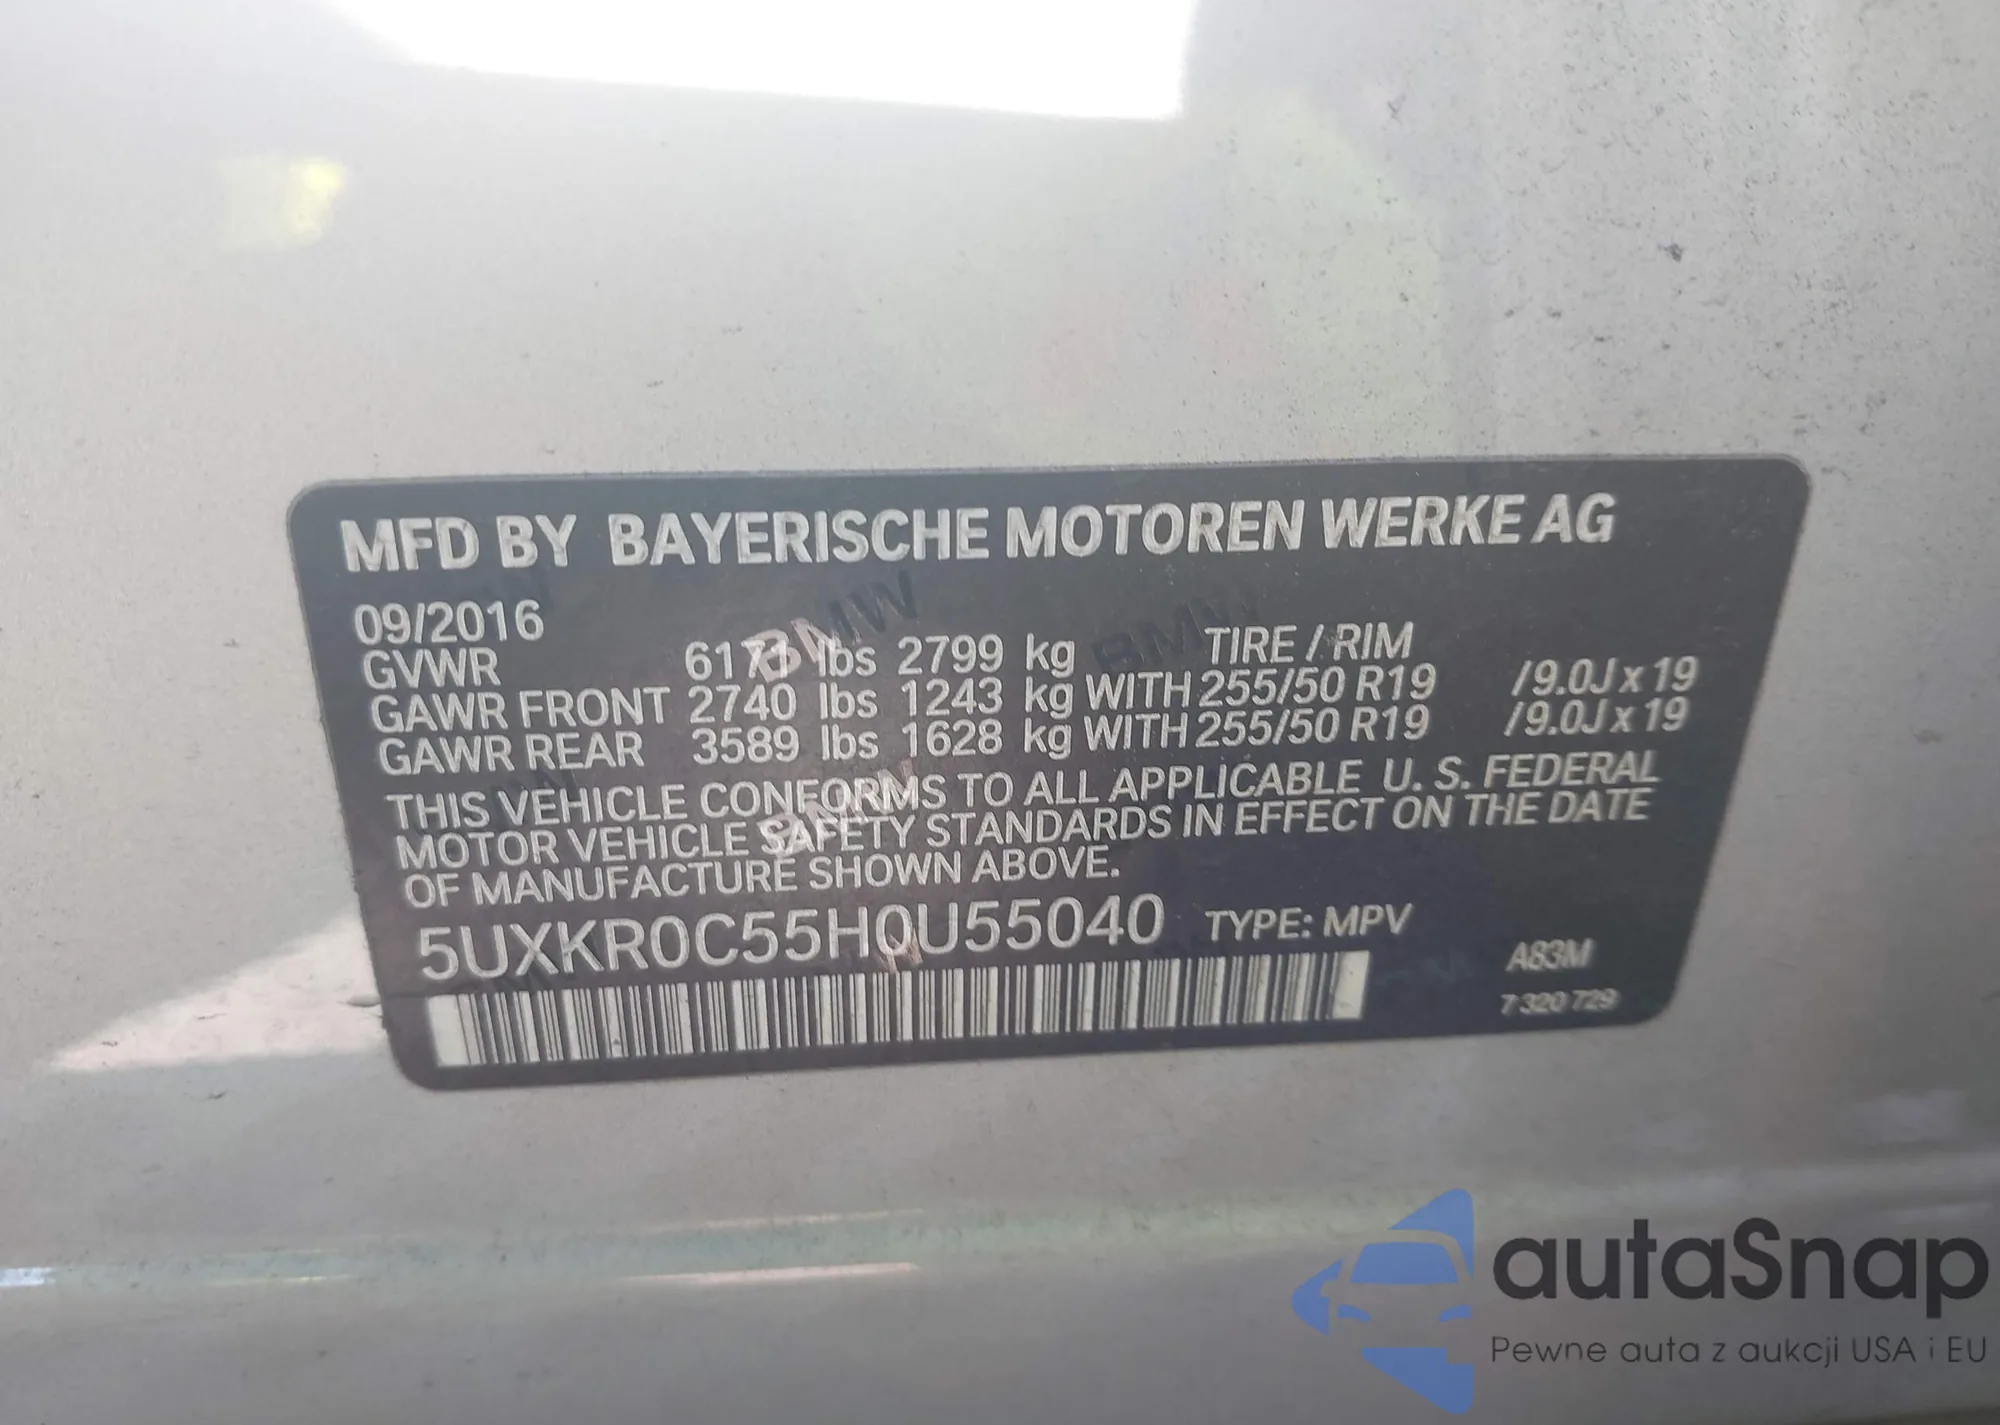 MFD BY BAYERISCHE MOTOREN WERKE AG
09/2016
GVWR 6171 lbs 2799 kg TIRE / RIM
GAWR FRONT 2740 lbs 1243 kg WITH 255/50 R19 /9.0J x 19
GAWR REAR 3589 lbs 1628 kg WITH 255/50 R19 /9.0J x 19
THIS VEHICLE CONFORMS TO ALL APPLICABLE U. S. FEDERAL
MOTOR VEHICLE SAFETY STANDARDS IN EFFECT ON THE DATE
OF MANUFACTURE SHOWN ABOVE.
5UXKR0C55H0U55040 TYPE: MPV
A83M
7 320 729
BMW
BMW
BMW
autaSnap
Pewne auta z aukcji USA i EU